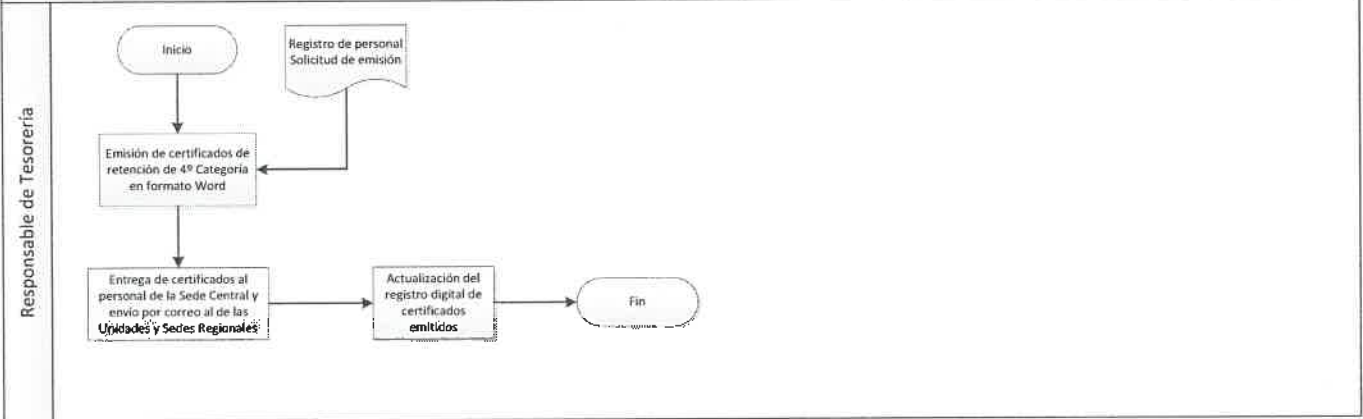 Responsable de Tesorería
Inicio
Registro de personal
Solicitud de emisión
Emisión de certificados de
retención de 4º Categoría
en formato Word
Entrega de certificados al
personal de la Sede Central y
envío por correo al de las
Unidades y Sedes Regionales
Actualización del
registro digital de
certificados
emitidos
Fin